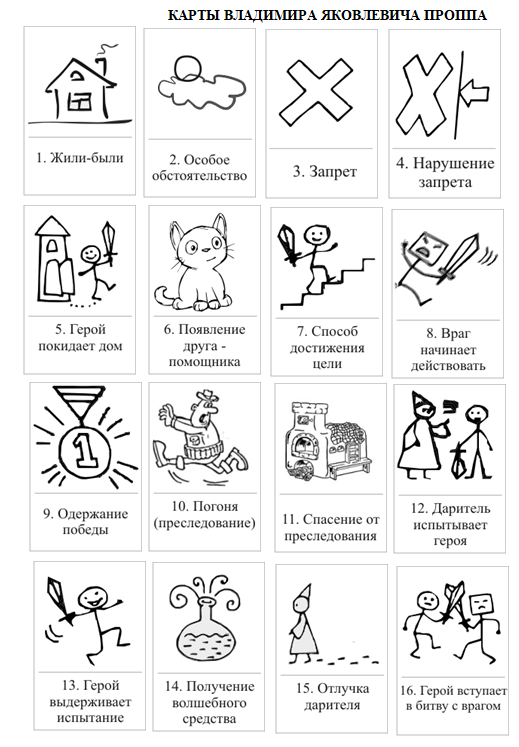 КАРТЫ ВЛАДИМИРА ЯКОВЛЕВИЧА ПРОППА
1. Жили-были
2. Особое
обстоятельство
3. Запрет
4. Нарушение
запрета
5. Герой
покидает дом
6. Появление
друга -
помощника
7. Способ
достижения
цели
8. Враг
начинает
действовать
1
9. Одержание
победы
10. Погоня
(преследование)
11. Спасение от
преследования
12. Даритель
испытывает
героя
13. Герой
выдерживает
испытание
14. Получение
волшебного
средства
15. Отлучка
дарителя
16. Герой вступает
в битву с врагом